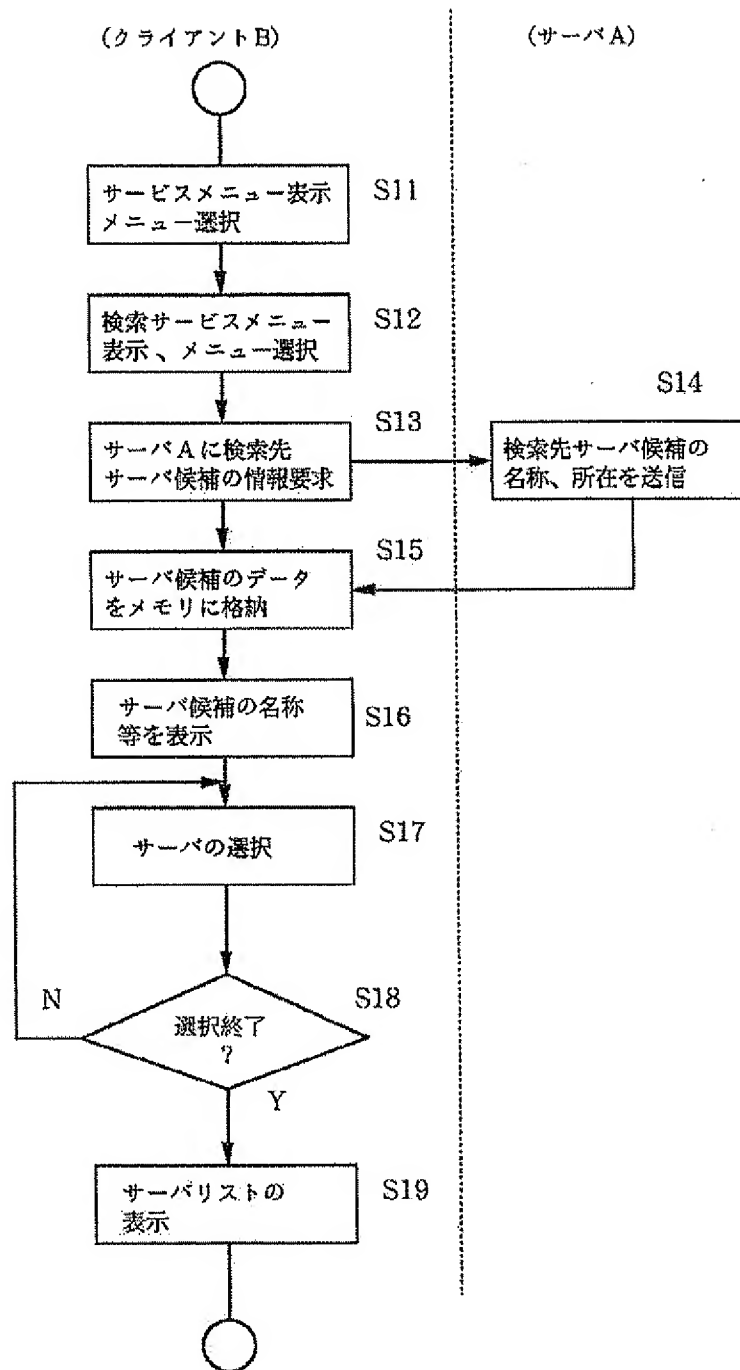 (クライアントB)
(サーバA)
サービスメニュー表示
メニュー選択
S11
検索サービスメニュー
表示、メニュー選択
S12
サーバAに検索先
サーバ候補の情報要求
S13
検索先サーバ候補の
名称、所在を送信
S14
サーバ候補のデータ
をメモリに格納
S15
サーバ候補の名称
等を表示
S16
サーバの選択
S17
選択終了
?
S18
N
Y
サーバリストの
表示
S19